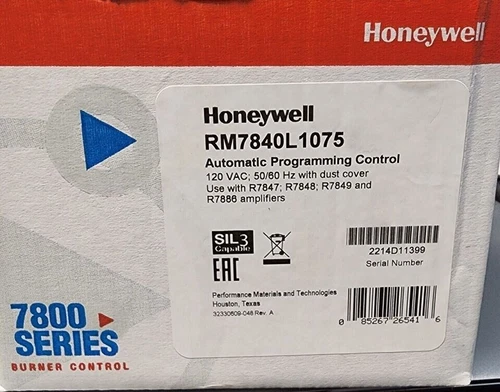 Honeywell
Honeywell
RM7840L1075
Automatic Programming Control
120 VAC; 50/60 Hz with dust cover
Use with R7847; R7848; R7849 and
R7886 amplifiers
SIL 3
Capable
EAC
2214D11399
Serial Number
Performance Materials and Technologies
Houston, Texas
32330609-048 Rev. A
0 85267 26541 6
7800
SERIES
BURNER CONTROL